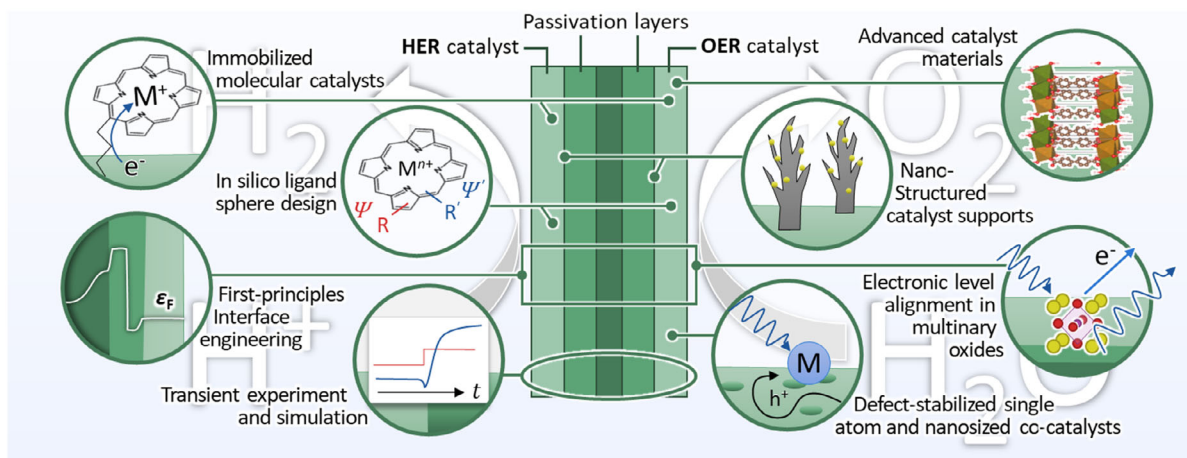 Passivation layers
HER catalyst
OER catalyst
Immobilized
molecular catalysts
M+
e-
In silico ligand
sphere design
Mn+
Ψ
R
R′
Ψ′
First-principles
Interface
engineering
εF
Transient experiment
and simulation
t
Advanced catalyst
materials
Nano-
Structured
catalyst supports
Electronic level
alignment in
multinary
oxides
e-
M
h+
Defect-stabilized single
atom and nanosized co-catalysts
H2
O2
H+
H2O